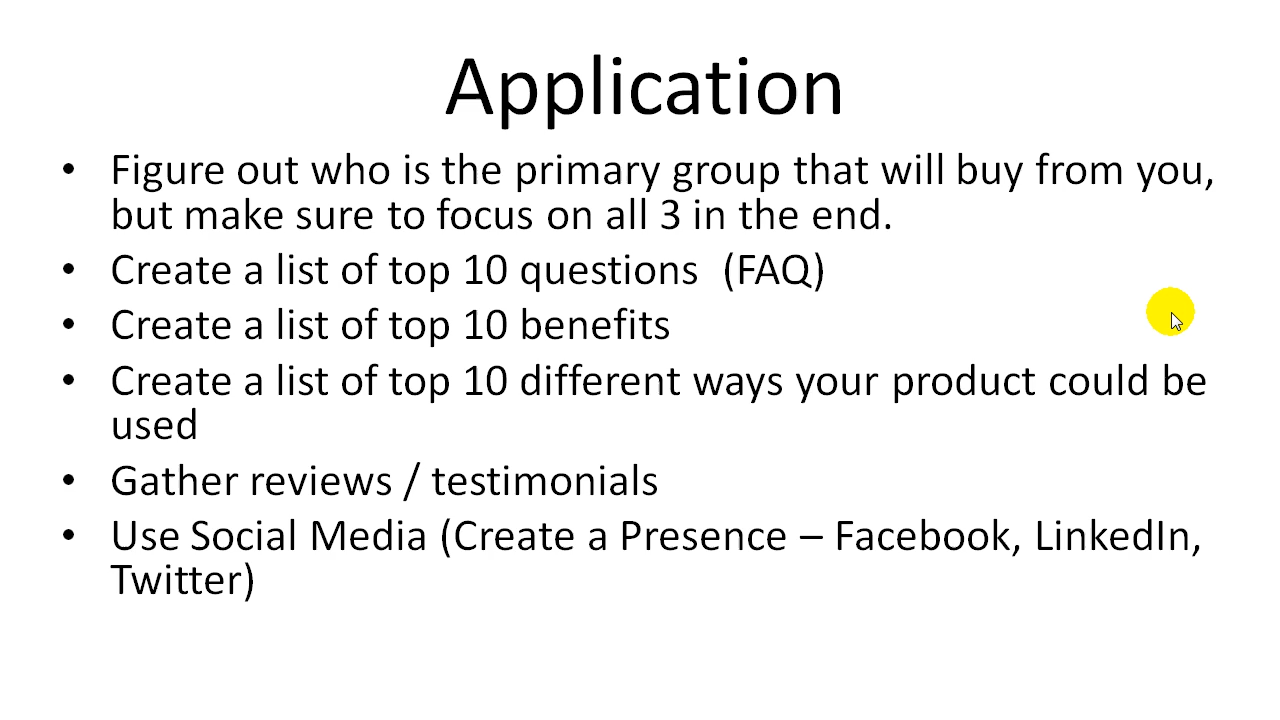 Application
• Figure out who is the primary group that will buy from you,
but make sure to focus on all 3 in the end.
• Create a list of top 10 questions  (FAQ)
• Create a list of top 10 benefits
• Create a list of top 10 different ways your product could be
used
• Gather reviews / testimonials
• Use Social Media (Create a Presence – Facebook, LinkedIn,
Twitter)